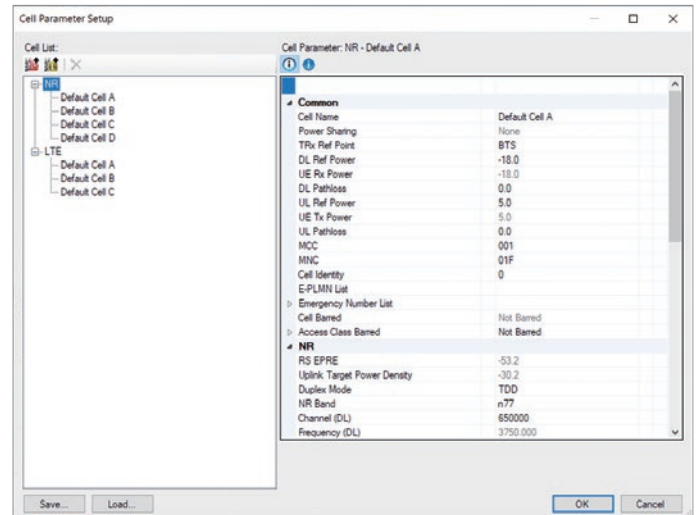 Cell Parameter Setup
Cell List:
NR
Default Cell A
Default Cell B
Default Cell C
Default Cell D
LTE
Default Cell A
Default Cell B
Default Cell C
Cell Parameter: NR - Default Cell A
Common
Cell Name Default Cell A
Power Sharing None
TRx Ref Point BTS
DL Ref Power -18.0
UE Rx Power -18.0
DL Pathloss 0.0
UL Ref Power 5.0
UE Tx Power 5.0
UL Pathloss 0.0
MCC 001
MNC 01F
Cell Identity 0
E-PLMN List
Emergency Number List
Cell Barred Not Barred
Access Class Barred Not Barred
NR
RS EPRE -53.2
Uplink Target Power Density -30.2
Duplex Mode TDD
NR Band n77
Channel (DL) 650000
Frequency (DL) 3750.000
Save... Load... OK Cancel